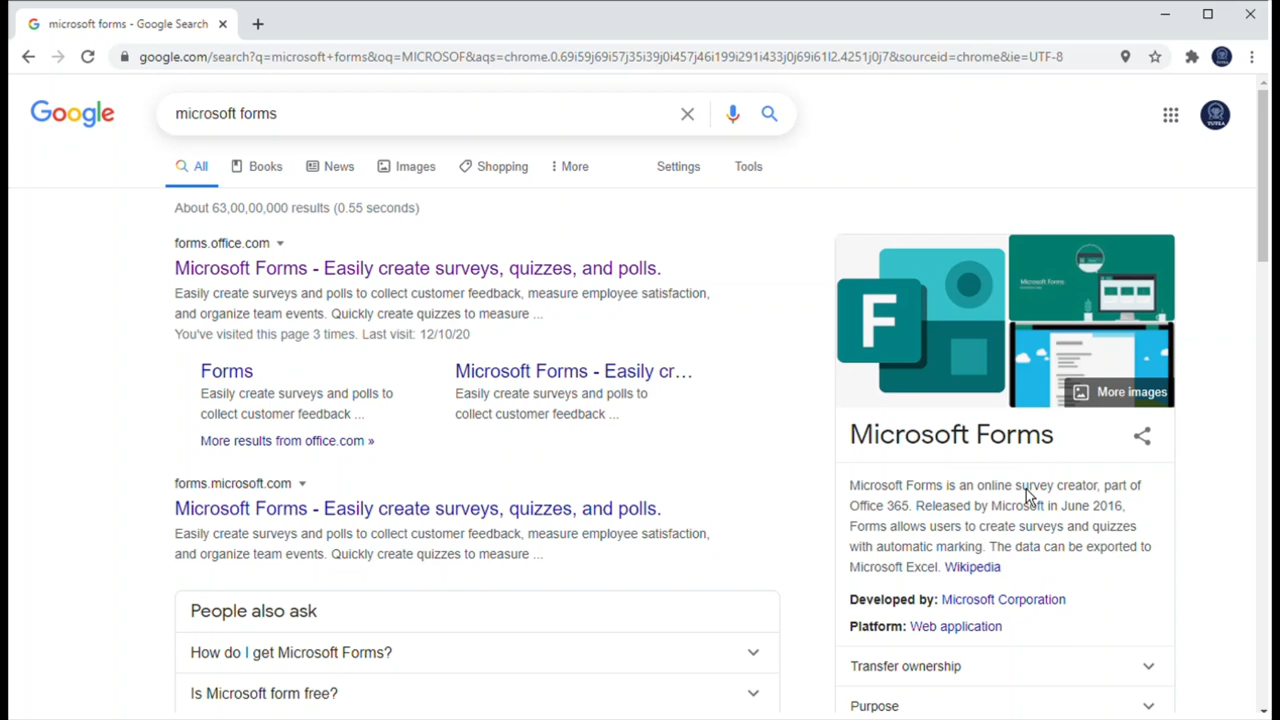 microsoft forms - Google Search
google.com/search?q=microsoft+forms&oq=MICROSOF&aqs=chrome.0.69i59j69i57j35i39j0i457j46i199i291i433j0j69i61l2.4251j0j7&sourceid=chrome&ie=UTF-8
Google
microsoft forms
TUTEA
All Books News Images Shopping More Settings Tools
About 63,00,00,000 results (0.55 seconds)
forms.office.com
Microsoft Forms - Easily create surveys, quizzes, and polls.
Easily create surveys and polls to collect customer feedback, measure employee satisfaction,
and organize team events. Quickly create quizzes to measure ...
You've visited this page 3 times. Last visit: 12/10/20
Forms
Easily create surveys and polls to
collect customer feedback ...
Microsoft Forms - Easily cr...
Easily create surveys and polls to
collect customer feedback ...
More results from office.com »
forms.microsoft.com
Microsoft Forms - Easily create surveys, quizzes, and polls.
Easily create surveys and polls to collect customer feedback, measure employee satisfaction,
and organize team events. Quickly create quizzes to measure ...
People also ask
How do I get Microsoft Forms?
Is Microsoft form free?
F
Microsoft Forms
More images
Microsoft Forms
Microsoft Forms is an online survey creator, part of
Office 365. Released by Microsoft in June 2016,
Forms allows users to create surveys and quizzes
with automatic marking. The data can be exported to
Microsoft Excel. Wikipedia
Developed by: Microsoft Corporation
Platform: Web application
Transfer ownership
Purpose